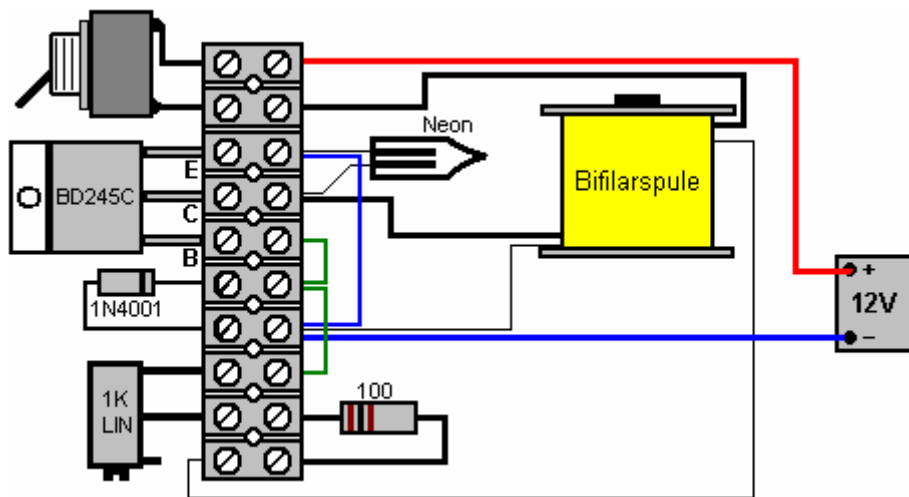 Neon
E
BD245C
C
Bifilarspule
B
+
1N4001
12V
−
100
1K
LIN